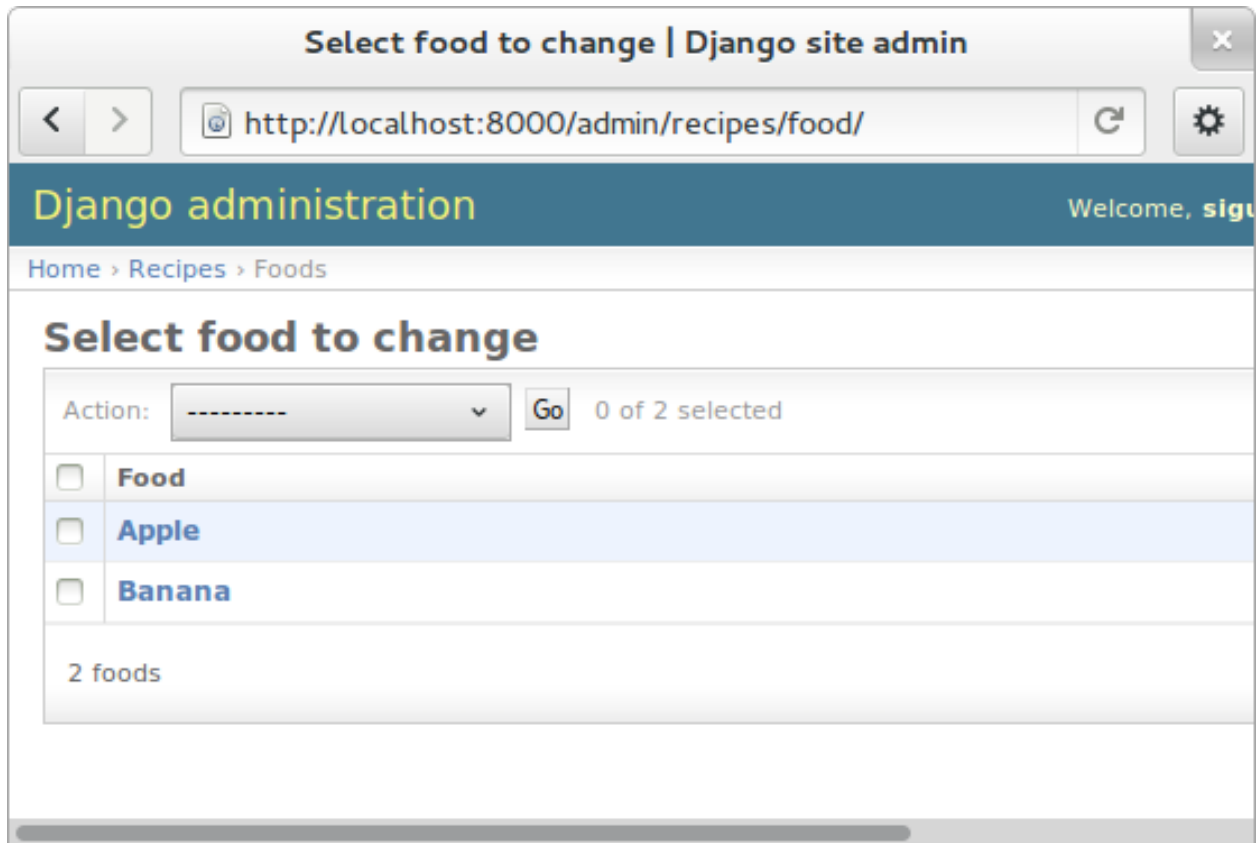 Select food to change | Django site admin
http://localhost:8000/admin/recipes/food/
Django administration
Welcome,
Home › Recipes › Foods
Select food to change
Action: --------- Go 0 of 2 selected
Food
Apple
Banana
2 foods